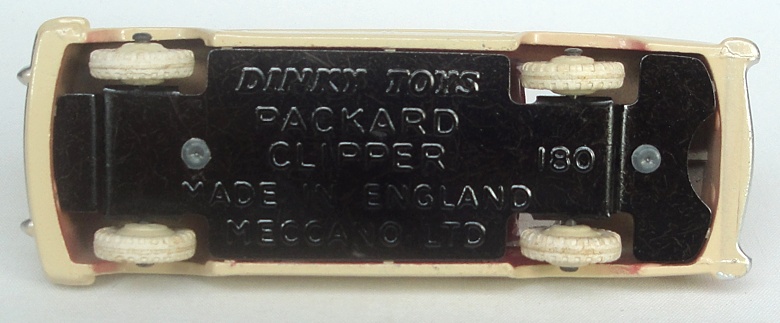 DINKY TOYS
PACKARD
CLIPPER 180
MADE IN ENGLAND
MECCANO LTD